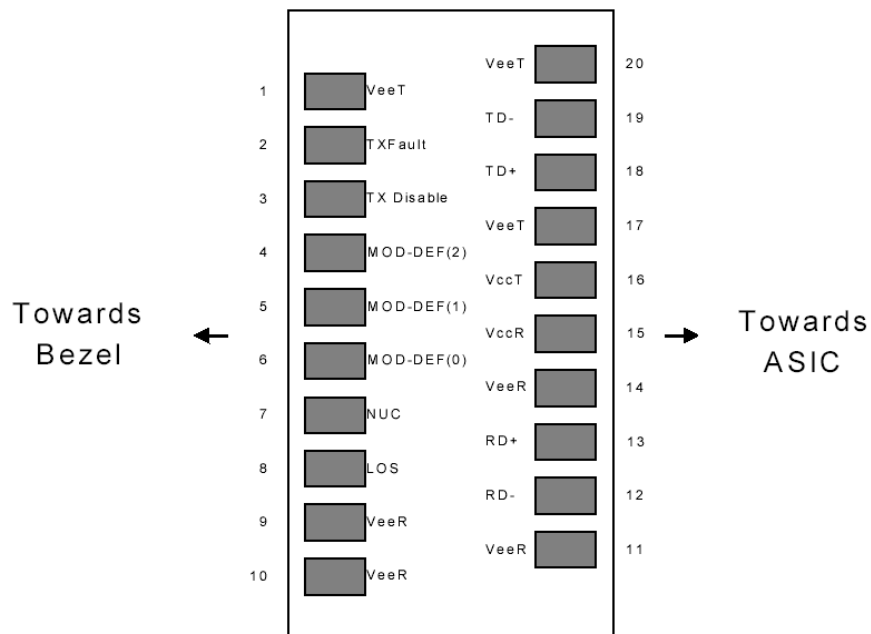 VeeT 20
1 VeeT
TD- 19
2 TXFault
TD+ 18
3 TX Disable
VeeT 17
4 MOD-DEF(2)
VccT 16
5 MOD-DEF(1)
Towards
Bezel
VccR 15
Towards
ASIC
6 MOD-DEF(0)
VeeR 14
7 NUC
RD+ 13
8 LOS
RD- 12
9 VeeR
VeeR 11
10 VeeR